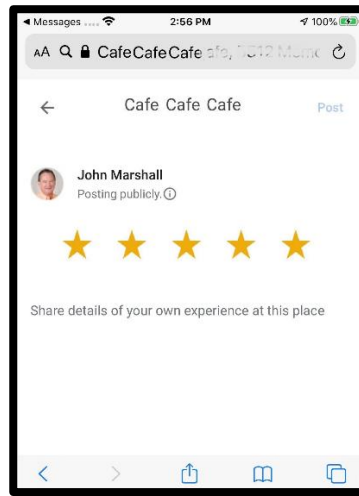 Messages 2:56 PM 100%
AA CafeCafeCafe
Cafe Cafe Cafe Post
John Marshall
Posting publicly.
Share details of your own experience at this place